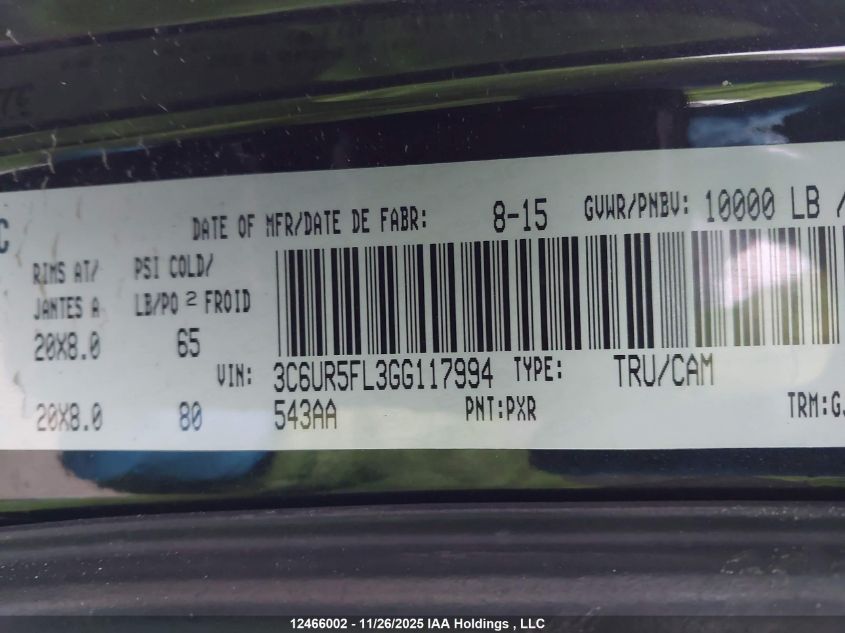 C
DATE OF MFR/DATE DE FABR: 8-15 GVWR/PNBV: 10000 LB /
RIMS AT/ PSI COLD/
JANTES A LB/PO 2 FROID
20X8.0 65
VIN: 3C6UR5FL3GG117994 TYPE: TRU/CAM
20X8.0 80 543AA PNT:PXR TRM:GJ
12466002 - 11/26/2025 IAA Holdings , LLC